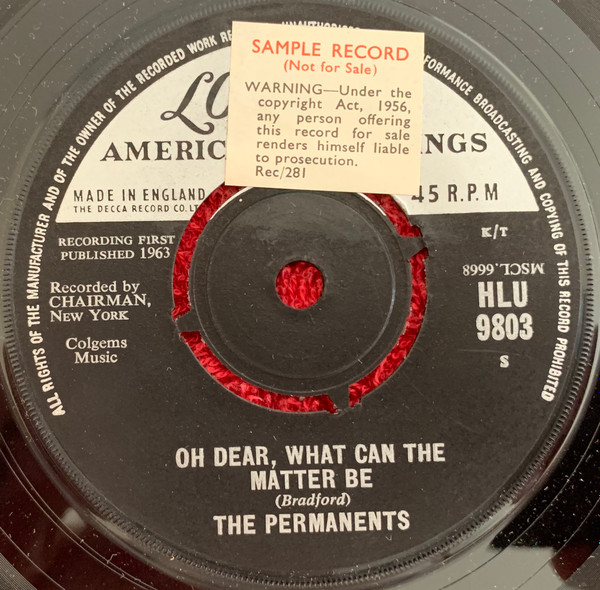 SAMPLE RECORD
(Not for Sale)
WARNING—Under the
copyright Act, 1956,
any person offering
this record for sale
renders himself liable
to prosecution.
Rec/281
ALL RIGHTS OF THE MANUFACTURER AND OF THE OWNER OF THE RECORDED WORK RE
UNAUTHORIS
FORMANCE BROADCASTING AND COPYING OF THIS RECORD PROHIBITED
LO
AMERIC
INGS
MADE IN ENGLAND
THE DECCA RECORD CO. LT
45 R.P.M
RECORDING FIRST
PUBLISHED 1963
K/T
MSCL.6668
Recorded by
CHAIRMAN,
NEW YORK
HLU
9803
Colgems
Music
S
OH DEAR, WHAT CAN THE
MATTER BE
(Bradford)
THE PERMANENTS